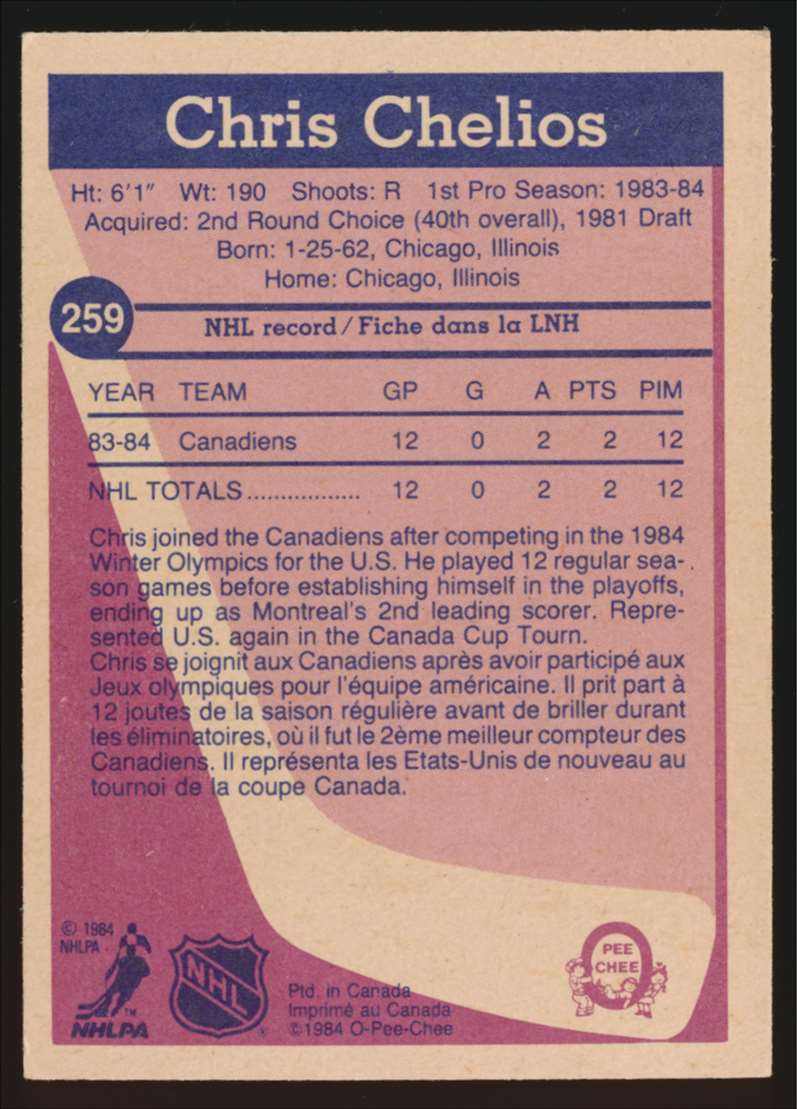 Chris Chelios
Ht: 6'1" Wt: 190 Shoots: R 1st Pro Season: 1983-84
Acquired: 2nd Round Choice (40th overall), 1981 Draft
Born: 1-25-62, Chicago, Illinois
Home: Chicago, Illinois
259
NHL record/Fiche dans la LNH
YEAR TEAM GP G A PTS PIM
83-84 Canadiens 12 0 2 2 12
NHL TOTALS................. 12 0 2 2 12
Chris joined the Canadiens after competing in the 1984
Winter Olympics for the U.S. He played 12 regular sea-
son games before establishing himself in the playoffs,
ending up as Montreal's 2nd leading scorer. Repre-
sented U.S. again in the Canada Cup Tourn.
Chris se joignit aux Canadiens après avoir participé aux
Jeux olympiques pour l'équipe américaine. Il prit part à
12 joutes de la saison régulière avant de briller durant
les éliminatoires, où il fut le 2ème meilleur compteur des
Canadiens. Il représenta les Etats-Unis de nouveau au
tournoi de la coupe Canada.
© 1984
NHLPA
TM
NHLPA
NHL
®
Ptd. in Canada
Imprimé au Canada
©1984 O-Pee-Chee
O
PEE
CHEE